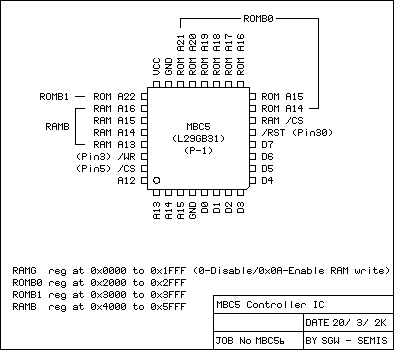 ROMB0
VCC
GND
ROM A21
ROM A20
ROM A19
ROM A18
ROM A17
ROM A16
ROMB1
ROM A22
RAM A16
RAM A15
RAM A14
RAM A13
RAMB
(Pin3) /WR
(Pin5) /CS
A12
MBC5
(L29GB31)
(P-1)
ROM A15
ROM A14
RAM /CS
/RST (Pin30)
D7
D6
D5
D4
A13
A14
A15
GND
D0
D1
D2
D3
RAMG reg at 0x0000 to 0x1FFF (0-Disable/0x0A-Enable RAM write)
ROMB0 reg at 0x2000 to 0x2FFF
ROMB1 reg at 0x3000 to 0x3FFF
RAMB reg at 0x4000 to 0x5FFF
MBC5 Controller IC
DATE 20/ 3/ 2K
JOB No MBC5b
BY SGW - SEMIS